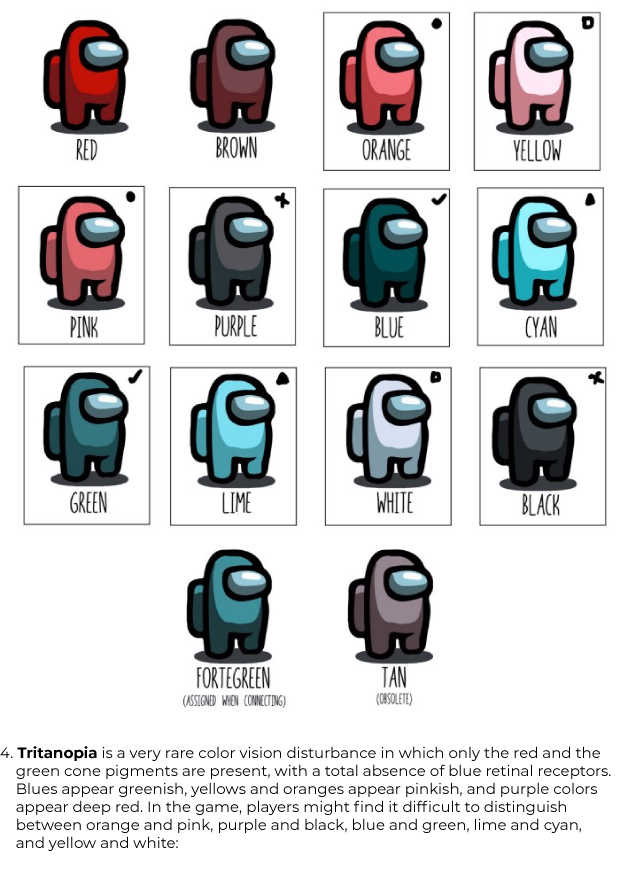 RED BROWN ORANGE YELLOW
PINK PURPLE BLUE CYAN
GREEN LIME WHITE BLACK
FORTEGREEN TAN
(ASSIGNED WHEN CONNECTING) (OBSOLETE)
4. Tritanopia is a very rare color vision disturbance in which only the red and the
green cone pigments are present, with a total absence of blue retinal receptors.
Blues appear greenish, yellows and oranges appear pinkish, and purple colors
appear deep red. In the game, players might find it difficult to distinguish
between orange and pink, purple and black, blue and green, lime and cyan,
and yellow and white: